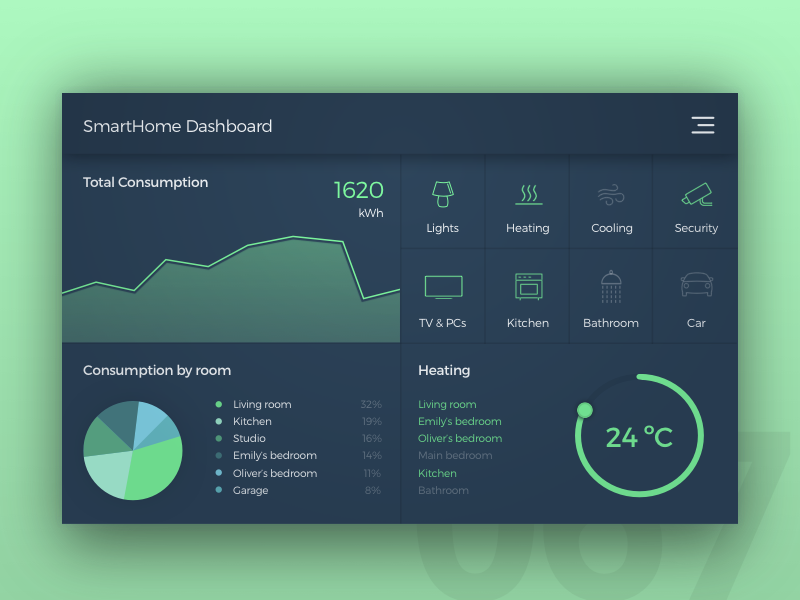 SmartHome Dashboard
Total Consumption
1620
kWh
Lights
Heating
Cooling
Security
TV & PCs
Kitchen
Bathroom
Car
Consumption by room
Living room 32%
Kitchen 19%
Studio 16%
Emily's bedroom 14%
Oliver's bedroom 11%
Garage 8%
Heating
Living room
Emily's bedroom
Oliver's bedroom
Main bedroom
Kitchen
Bathroom
24 ºC
067